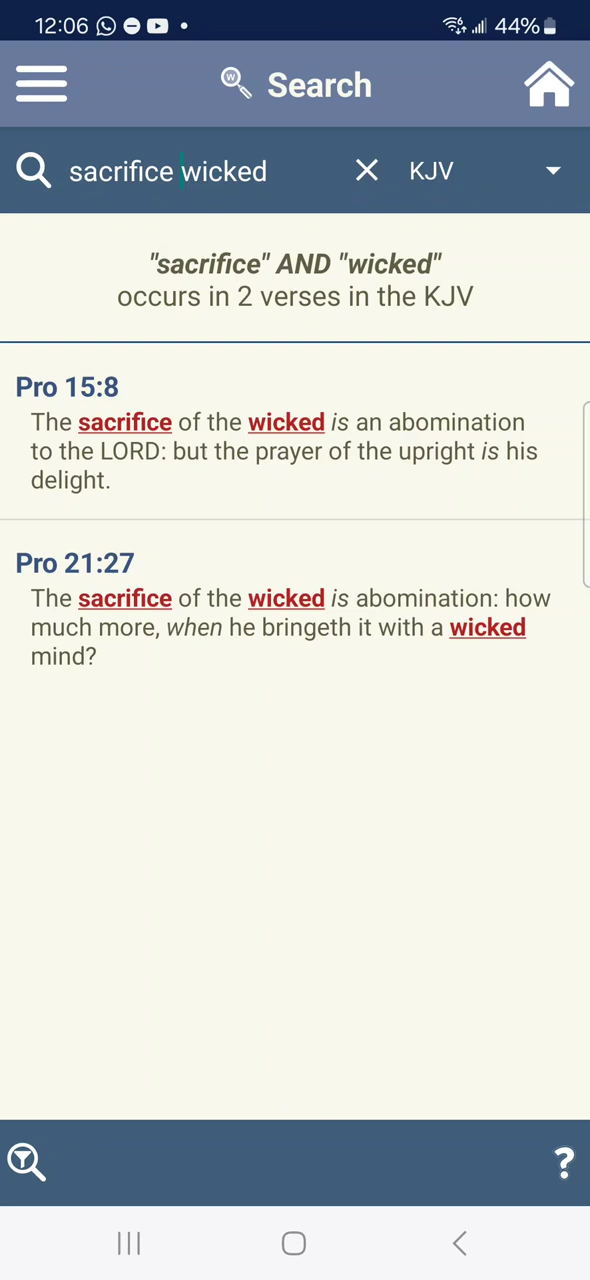 12:06 44%
Search
sacrifice wicked KJV
"sacrifice" AND "wicked"
occurs in 2 verses in the KJV
Pro 15:8
The sacrifice of the wicked is an abomination
to the LORD: but the prayer of the upright is his
delight.
Pro 21:27
The sacrifice of the wicked is abomination: how
much more, when he bringeth it with a wicked
mind?
?